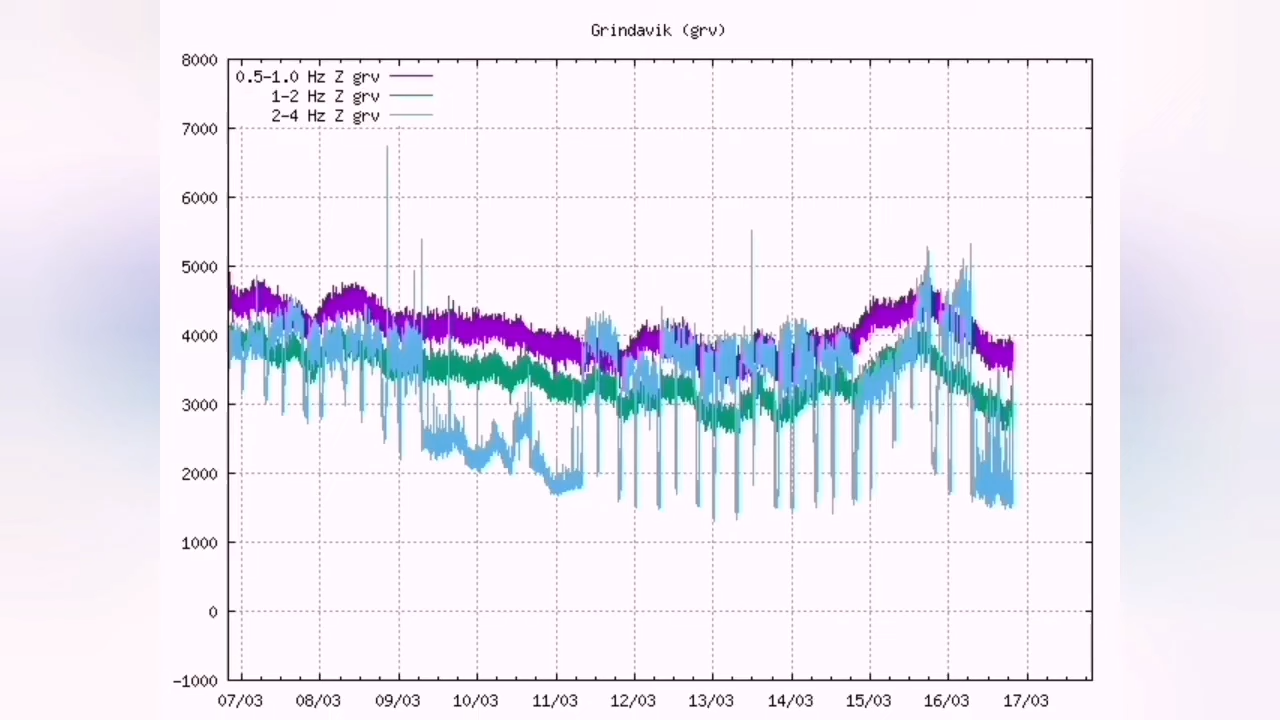 Grindavik (grv)
8000
0.5-1.0 Hz Z grv
1-2 Hz Z grv
2-4 Hz Z grv
7000
6000
5000
4000
3000
2000
1000
0
-1000
07/03 08/03 09/03 10/03 11/03 12/03 13/03 14/03 15/03 16/03 17/03